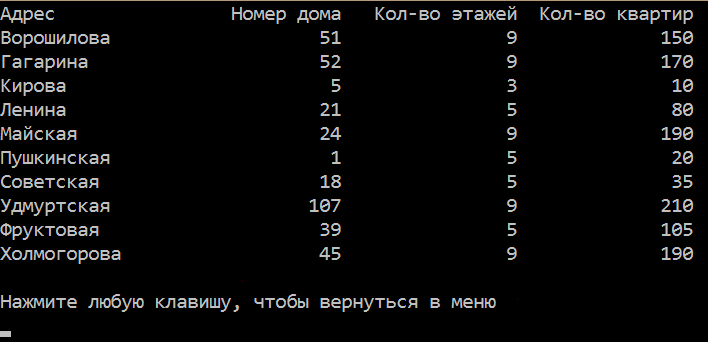 Адрес Номер дома Кол-во этажей Кол-во квартир
Ворошилова 51 9 150
Гагарина 52 9 170
Кирова 5 3 10
Ленина 21 5 80
Майская 24 9 190
Пушкинская 1 5 20
Советская 18 5 35
Удмуртская 107 9 210
Фруктовая 39 5 105
Холмогорова 45 9 190
Нажмите любую клавишу, чтобы вернуться в меню